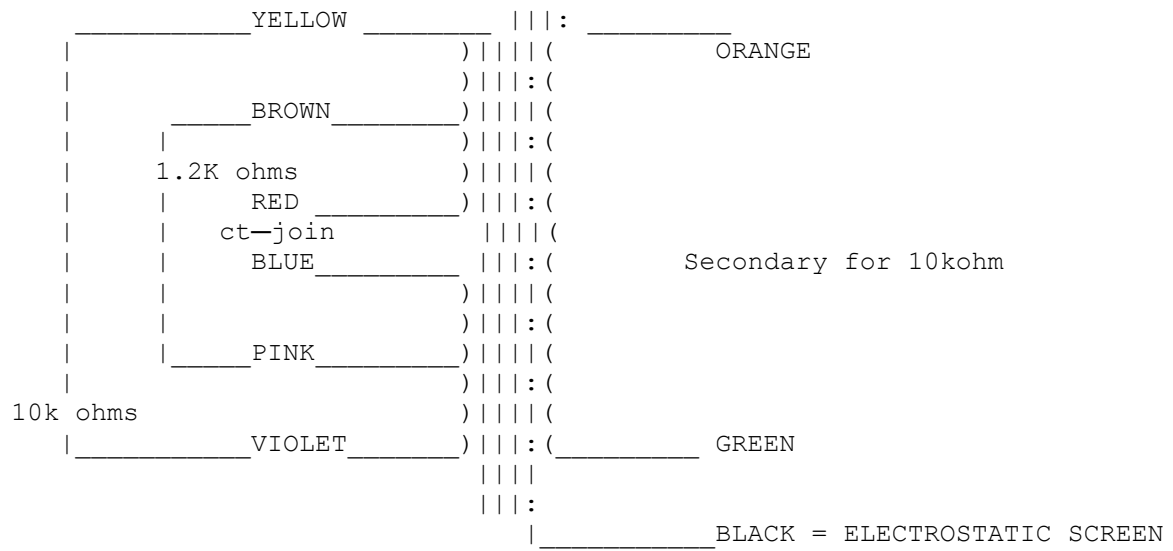 YELLOW
ORANGE
BROWN
1.2K ohms
RED
ct—join
BLUE Secondary for 10kohm
PINK
10k ohms
VIOLET GREEN
BLACK = ELECTROSTATIC SCREEN